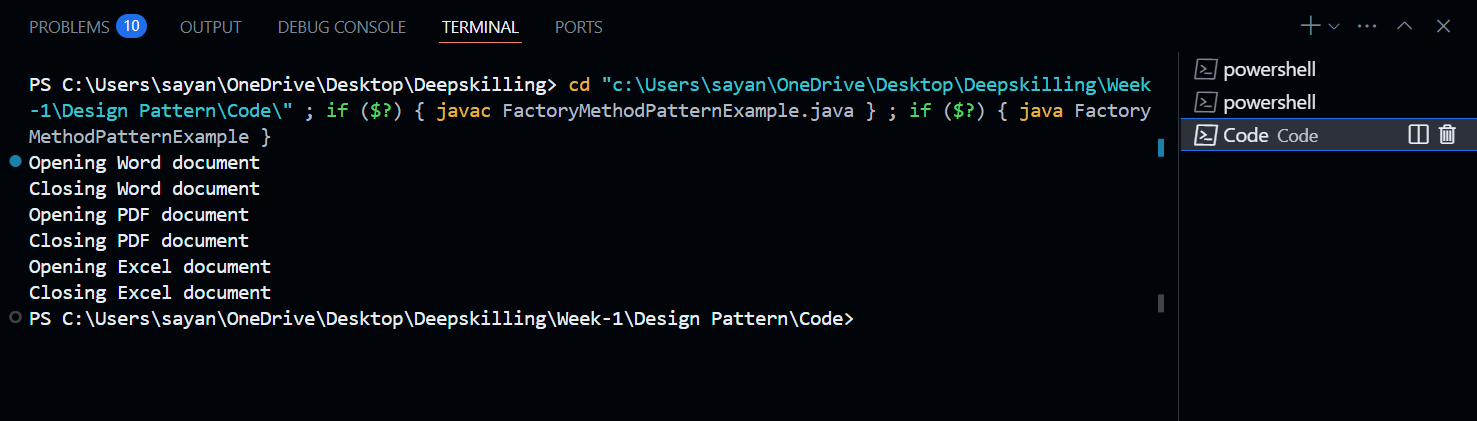 PROBLEMS 10 OUTPUT DEBUG CONSOLE TERMINAL PORTS
PS C:\Users\sayan\OneDrive\Desktop\Deepskilling> cd "c:\Users\sayan\OneDrive\Desktop\Deepskilling\Week
-1\Design Pattern\Code\" ; if ($?) { javac FactoryMethodPatternExample.java } ; if ($?) { java Factory
MethodPatternExample }
Opening Word document
Closing Word document
Opening PDF document
Closing PDF document
Opening Excel document
Closing Excel document
PS C:\Users\sayan\OneDrive\Desktop\Deepskilling\Week-1\Design Pattern\Code>
powershell
powershell
Code Code